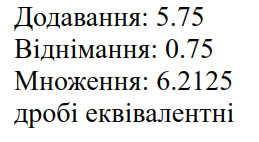 Додавання: 5.75
Віднімання: 0.75
Множення: 6.2125
дробі еквівалентні